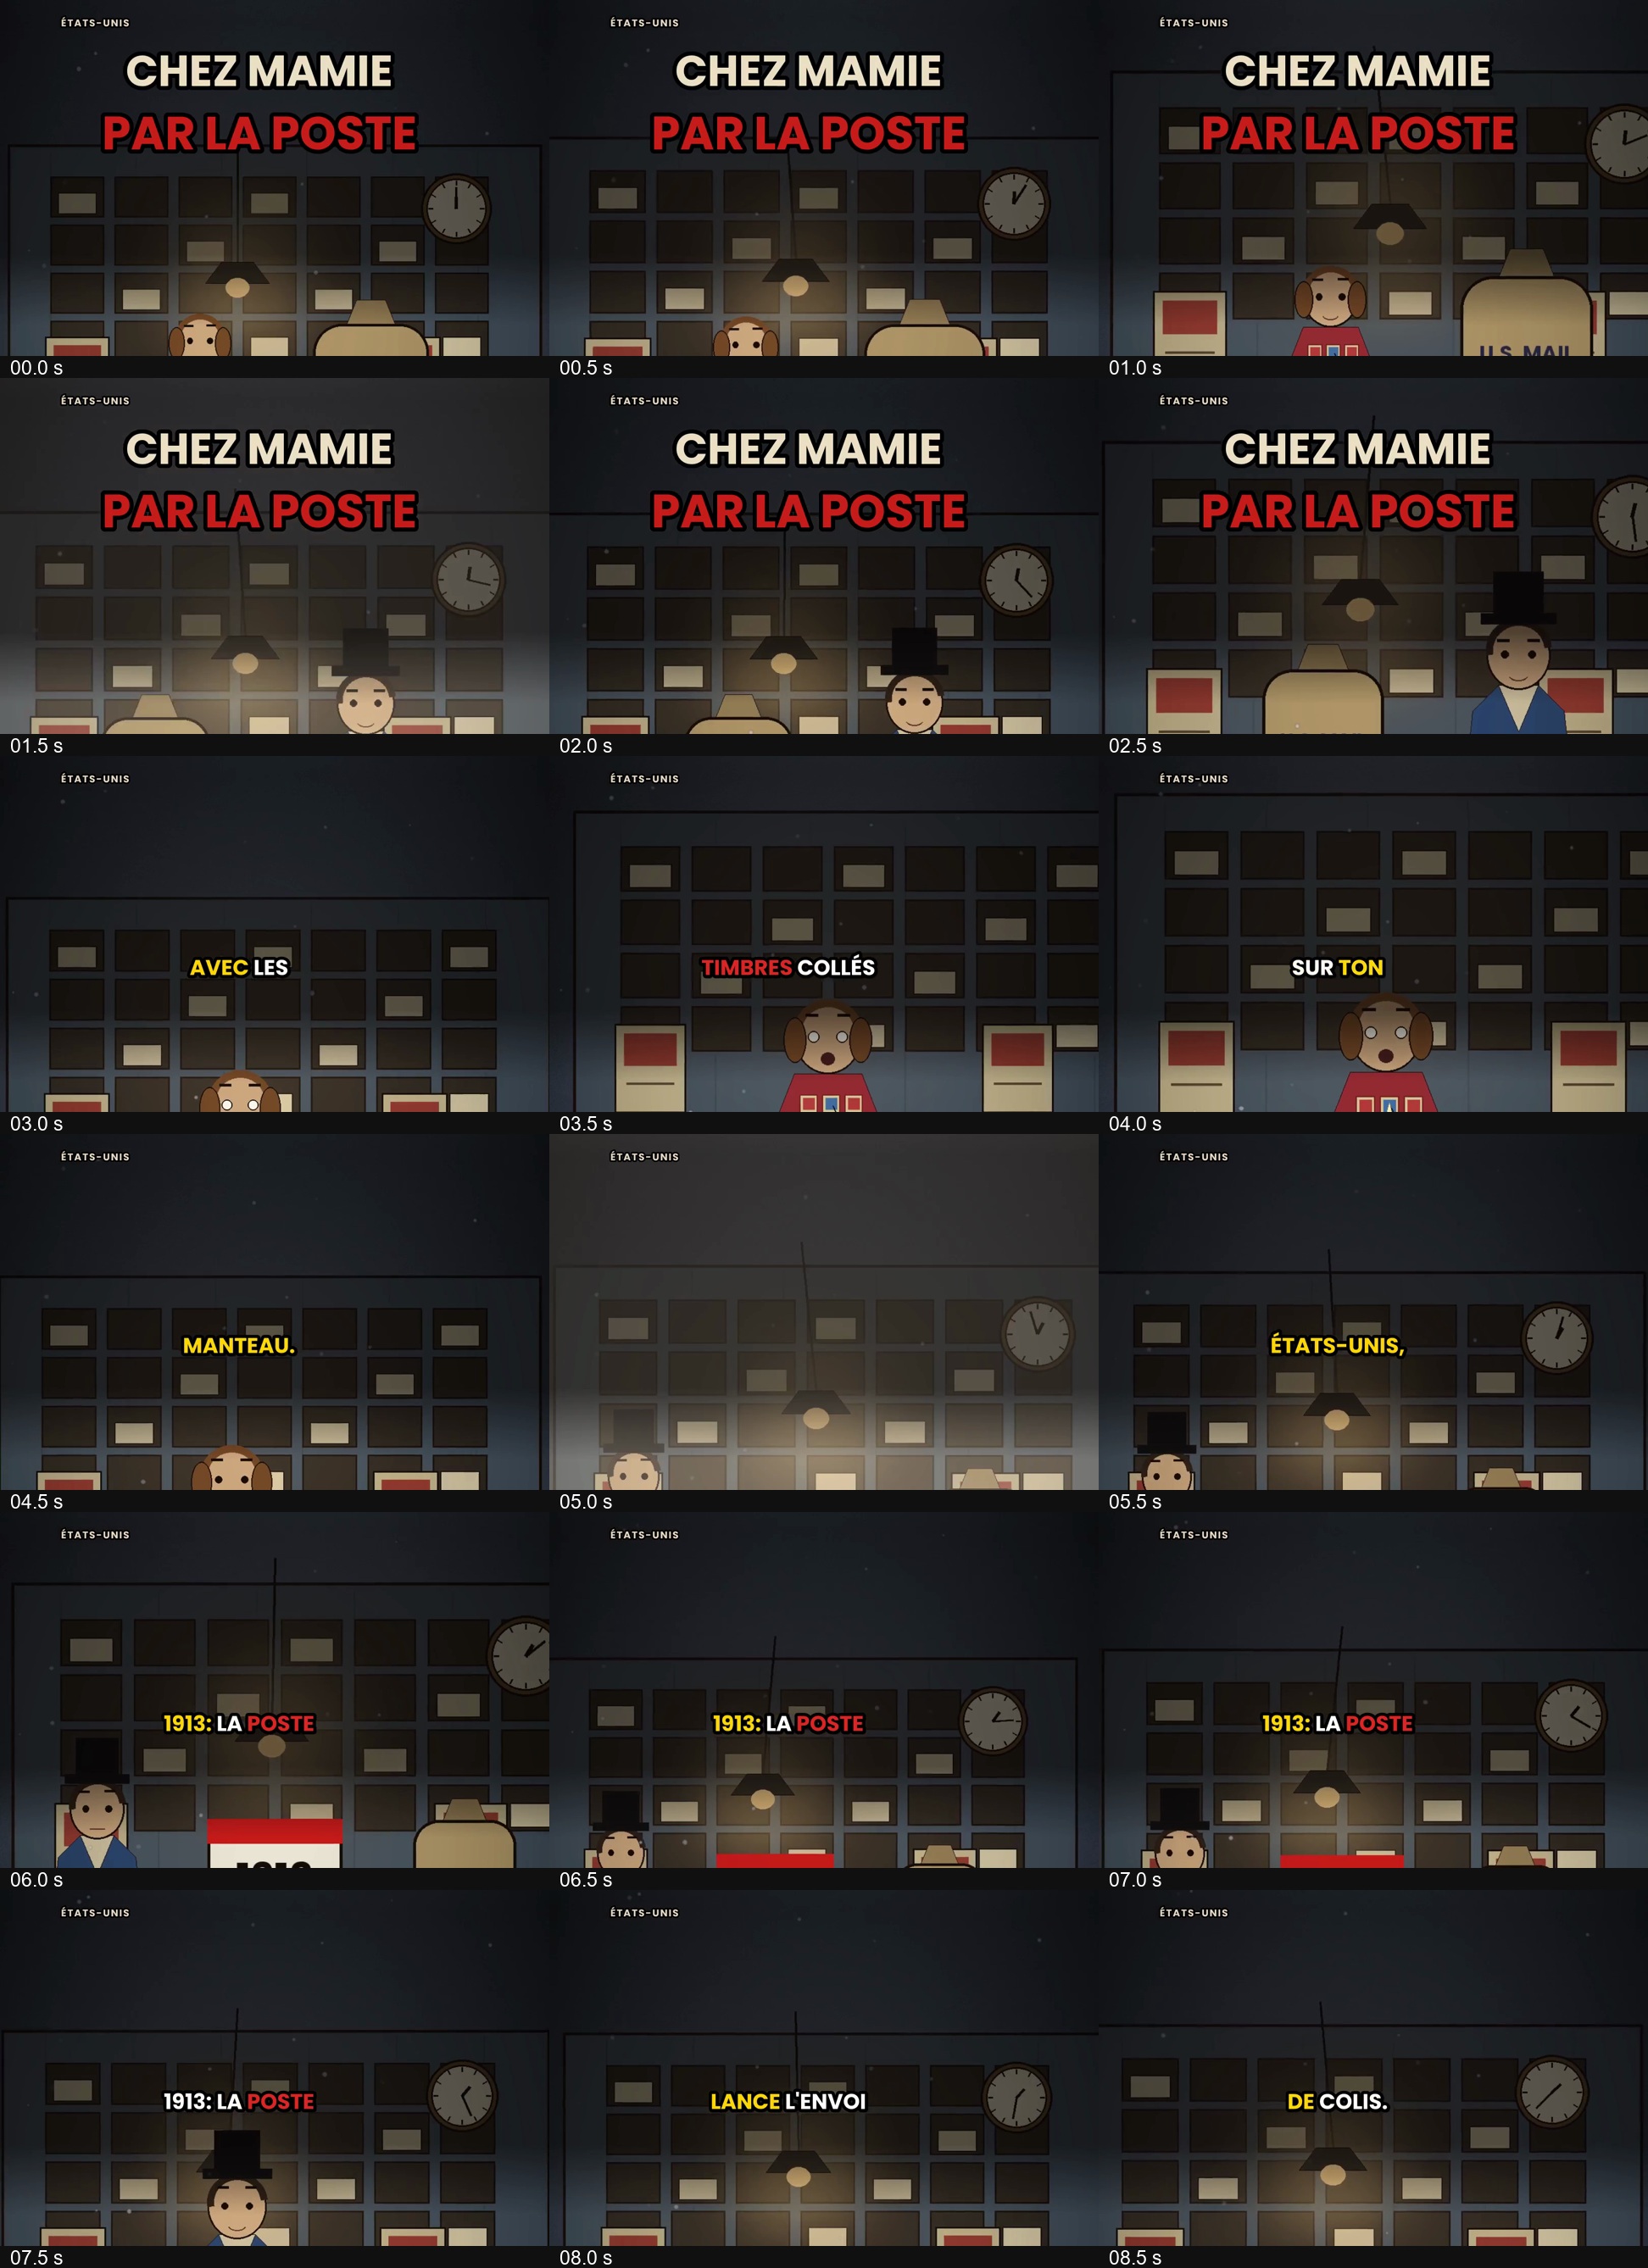 ÉTATS-UNIS
CHEZ MAMIE
PAR LA POSTE
00.0 s
ÉTATS-UNIS
CHEZ MAMIE
PAR LA POSTE
00.5 s
ÉTATS-UNIS
CHEZ MAMIE
PAR LA POSTE
U.S. MAIL
01.0 s
ÉTATS-UNIS
CHEZ MAMIE
PAR LA POSTE
01.5 s
ÉTATS-UNIS
CHEZ MAMIE
PAR LA POSTE
02.0 s
ÉTATS-UNIS
CHEZ MAMIE
PAR LA POSTE
02.5 s
ÉTATS-UNIS
AVEC LES
03.0 s
ÉTATS-UNIS
TIMBRES COLLÉS
03.5 s
ÉTATS-UNIS
SUR TON
04.0 s
ÉTATS-UNIS
MANTEAU.
04.5 s
ÉTATS-UNIS
05.0 s
ÉTATS-UNIS
ÉTATS-UNIS,
05.5 s
ÉTATS-UNIS
1913: LA POSTE
1913
06.0 s
ÉTATS-UNIS
1913: LA POSTE
06.5 s
ÉTATS-UNIS
1913: LA POSTE
07.0 s
ÉTATS-UNIS
1913: LA POSTE
07.5 s
ÉTATS-UNIS
LANCE L'ENVOI
08.0 s
ÉTATS-UNIS
DE COLIS.
08.5 s